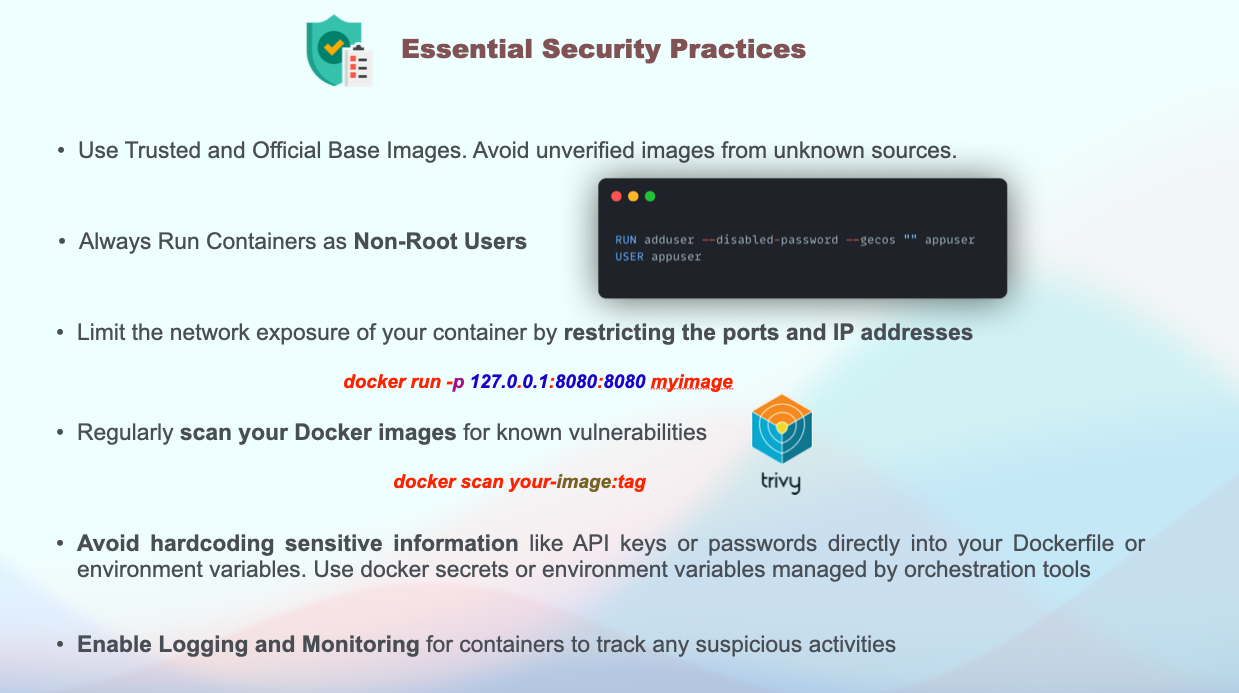 Essential Security Practices
• Use Trusted and Official Base Images. Avoid unverified images from unknown sources.
• Always Run Containers as Non-Root Users
RUN adduser --disabled-password --gecos "" appuser
USER appuser
• Limit the network exposure of your container by restricting the ports and IP addresses
docker run -p 127.0.0.1:8080:8080 myimage
• Regularly scan your Docker images for known vulnerabilities
trivy
docker scan your-image:tag
• Avoid hardcoding sensitive information like API keys or passwords directly into your Dockerfile or
environment variables. Use docker secrets or environment variables managed by orchestration tools
• Enable Logging and Monitoring for containers to track any suspicious activities